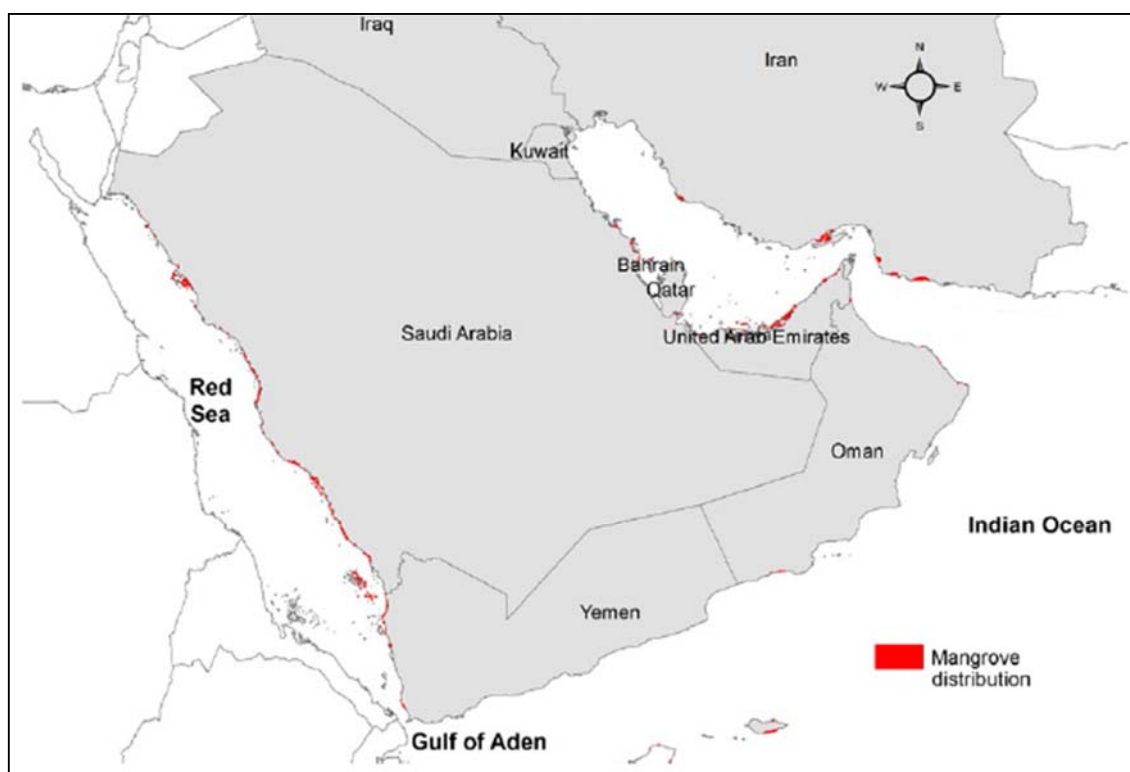 Iraq
Iran
N
W E
S
Kuwait
Bahrain
Qatar
United Arab Emirates
Saudi Arabia
Red
Sea
Oman
Indian Ocean
Yemen
Mangrove
distribution
Gulf of Aden